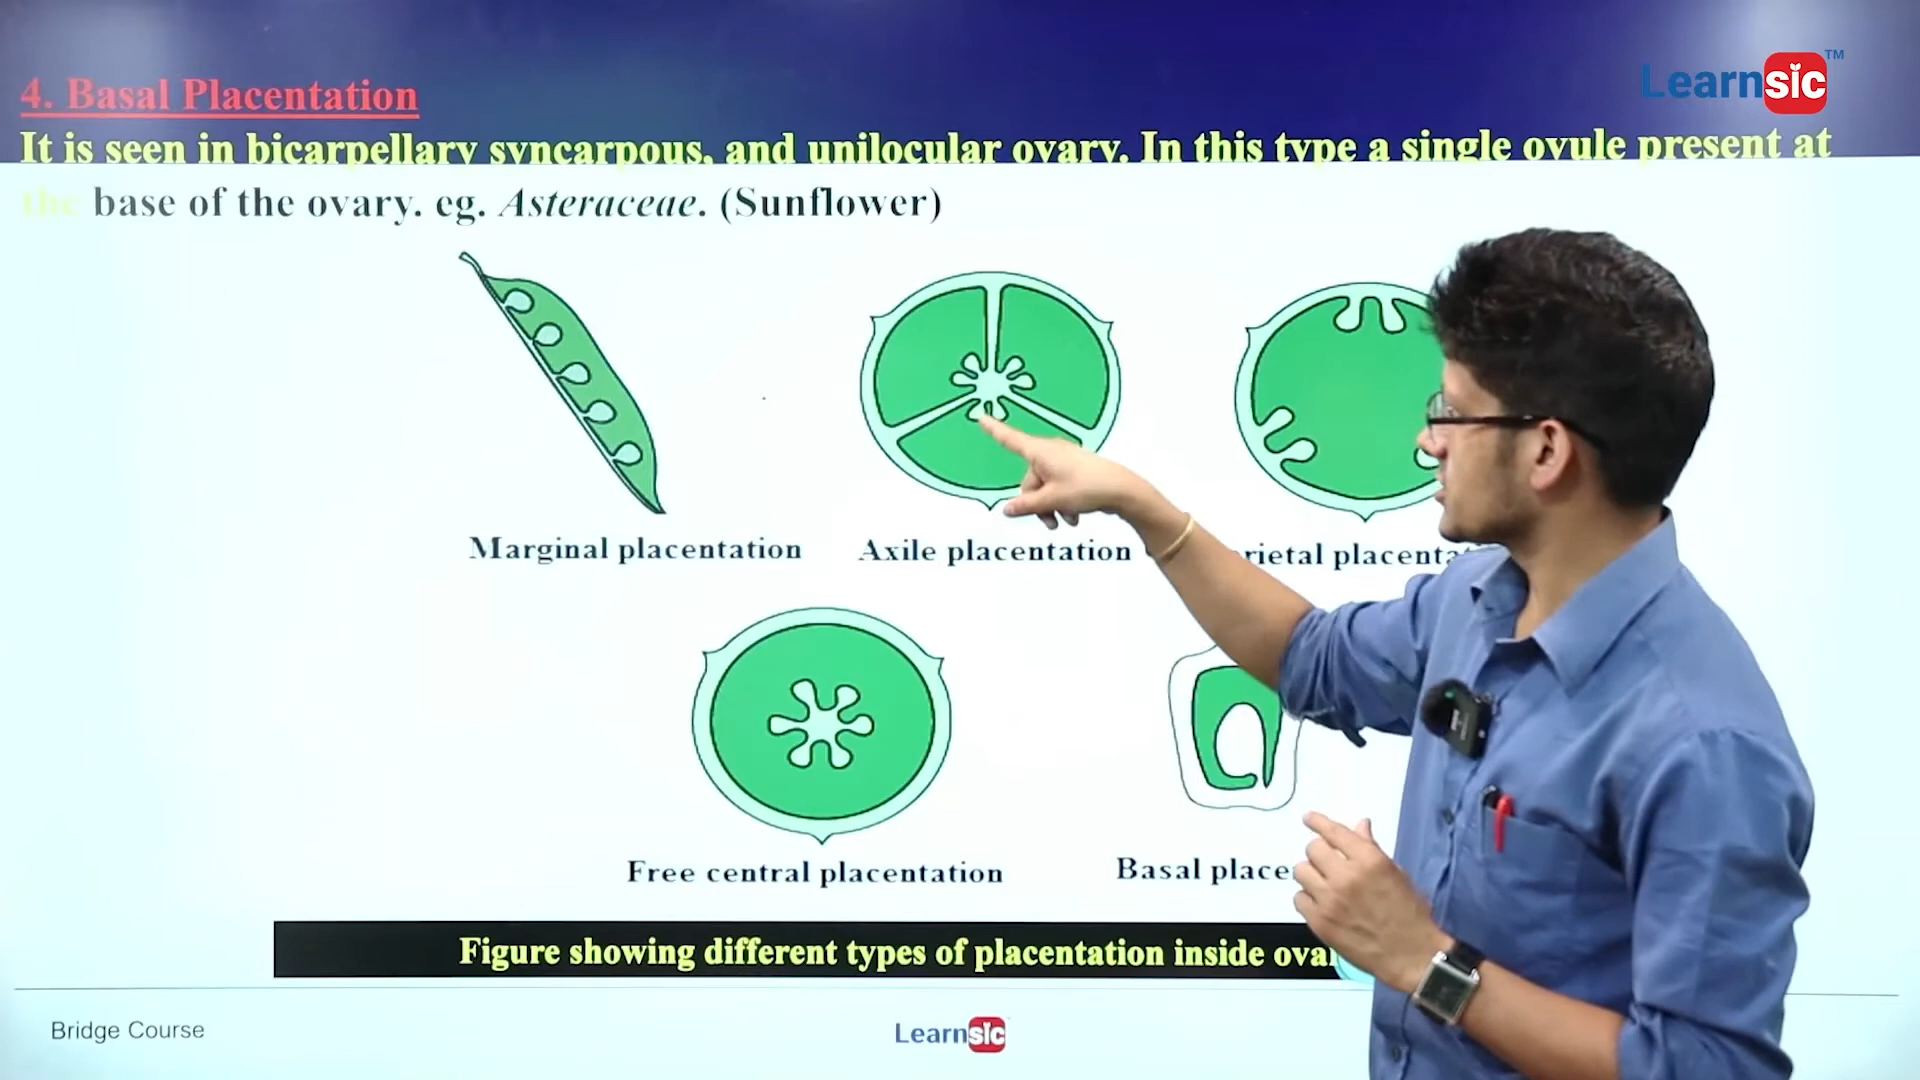 Learnsic™
4. Basal Placentation
It is seen in bicarpellary syncarpous, and unilocular ovary. In this type a single ovule present at
the base of the ovary. eg. Asteraceae. (Sunflower)
Marginal placentation
Axile placentation
Free central placentation
Basal
Figure showing different types of placentation inside
Bridge Course
Learnsic